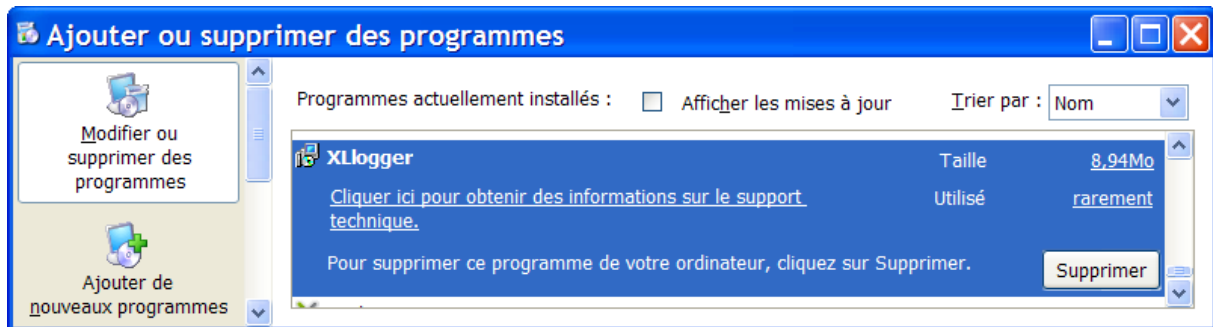 Ajouter ou supprimer des programmes
Modifier ou
supprimer des
programmes
Ajouter de
nouveaux programmes
Programmes actuellement installés :
Afficher les mises à jour
Trier par :
Nom
XLlogger
Taille
8,94Mo
Cliquer ici pour obtenir des informations sur le support
technique.
Utilisé
rarement
Pour supprimer ce programme de votre ordinateur, cliquez sur Supprimer.
Supprimer